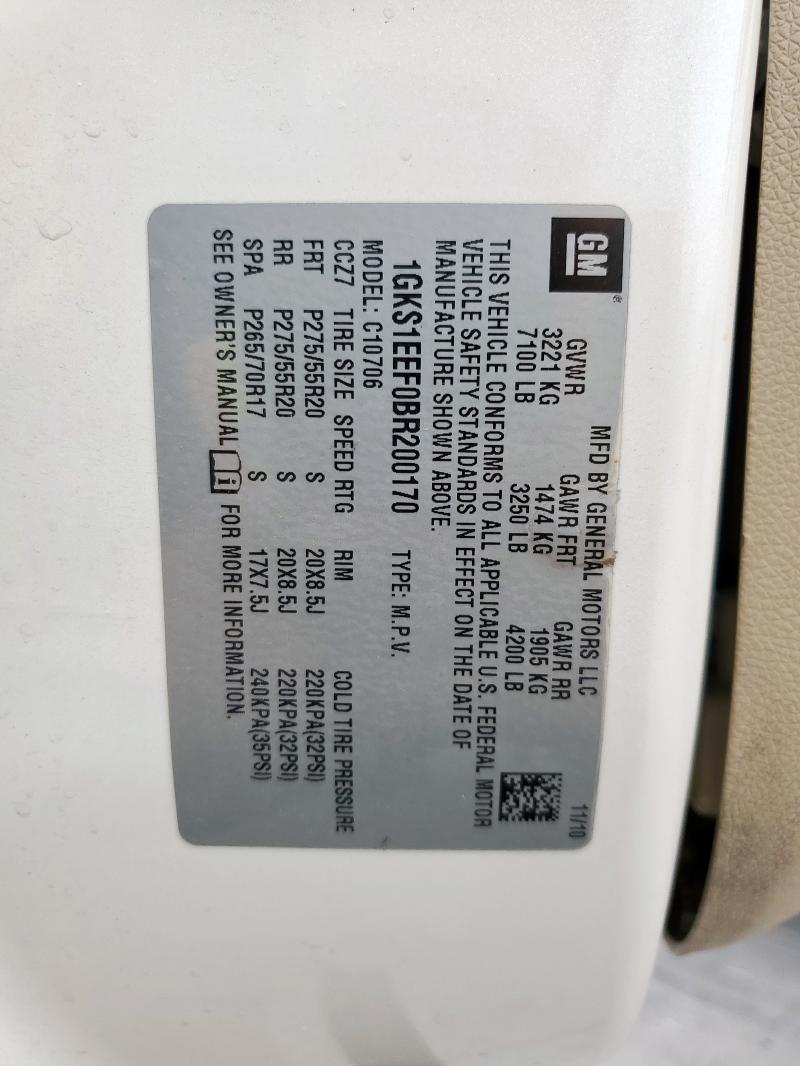 GM
®
MFD BY GENERAL MOTORS LLC 11/10
GVWR GAWR FRT GAWR RR
3221 KG 1474 KG 1905 KG
7100 LB 3250 LB 4200 LB
THIS VEHICLE CONFORMS TO ALL APPLICABLE U.S. FEDERAL MOTOR
VEHICLE SAFETY STANDARDS IN EFFECT ON THE DATE OF
MANUFACTURE SHOWN ABOVE.
1GKS1EEF0BR200170 TYPE: M.P.V.
MODEL: C10706
CCZ7 TIRE SIZE SPEED RTG RIM COLD TIRE PRESSURE
FRT P275/55R20 S 20X8.5J 220KPA(32PSI)
RR P275/55R20 S 20X8.5J 220KPA(32PSI)
SPA P265/70R17 S 17X7.5J 240KPA(35PSI)
SEE OWNER'S MANUAL i FOR MORE INFORMATION.